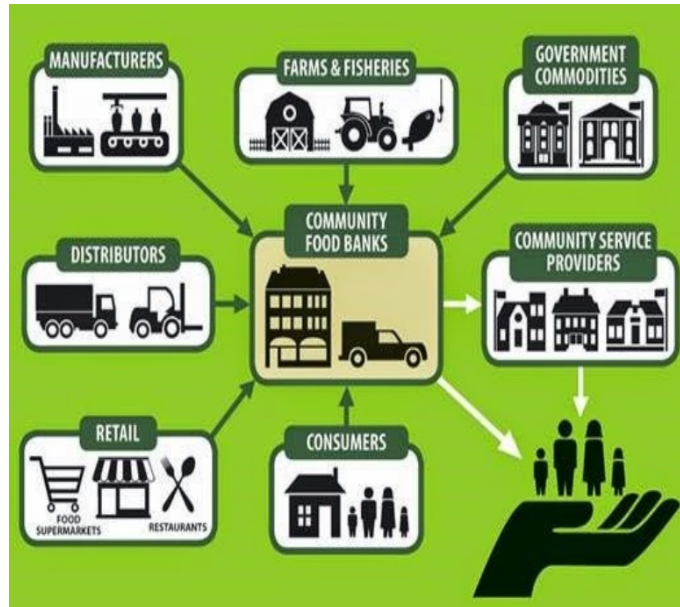 MANUFACTURERS
FARMS & FISHERIES
GOVERNMENT
COMMODITIES
DISTRIBUTORS
COMMUNITY
FOOD BANKS
COMMUNITY SERVICE
PROVIDERS
RETAIL
FOOD
SUPERMARKETS
RESTAURANTS
CONSUMERS